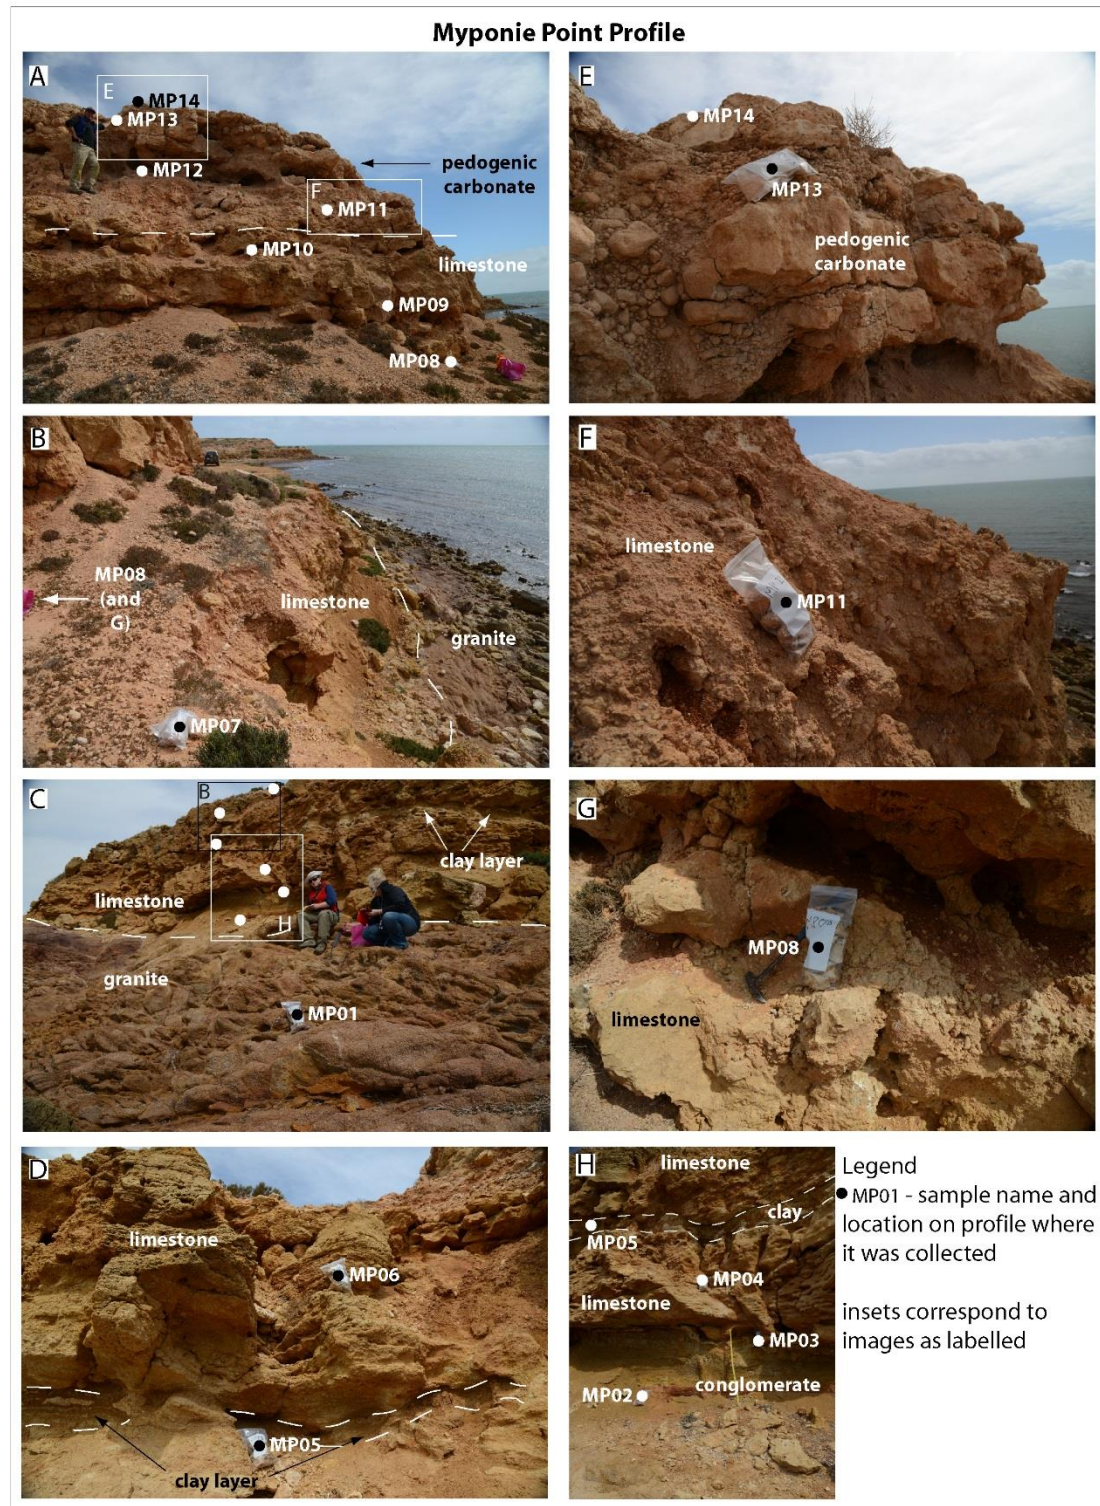 Myponie Point Profile
A
E
MP14
MP13
MP12
pedogenic
carbonate
F
MP11
MP10
limestone
MP09
MP08
E
MP14
MP13
pedogenic
carbonate
B
MP08
(and
G)
limestone
granite
MP07
F
limestone
MP11
C
B
clay layer
limestone
H
granite
MP01
G
MP08
limestone
D
limestone
MP06
MP05
clay layer
H
limestone
clay
MP05
MP04
limestone
MP03
conglomerate
MP02
Legend
MP01 - sample name and
location on profile where
it was collected
insets correspond to
images as labelled